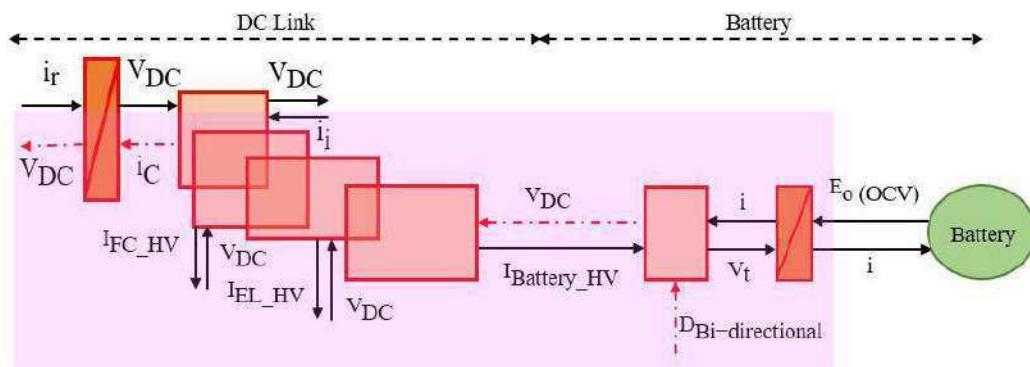 DC Link
Battery
i_r
V_DC
V_DC
V_DC
i_C
i_i
I_FC_HV
V_DC
I_EL_HV
V_DC
V_DC
I_Battery_HV
i
V_t
E_o (OCV)
i
Battery
D_Bi-directional